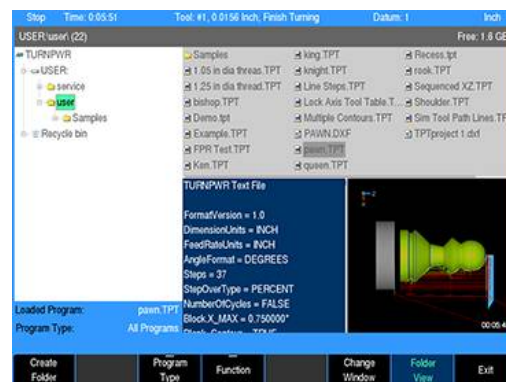 Stop Time: 0:05:51 Tool: #1, 0.0156 Inch, Finish Turning Datum: 1 Inch
USER:\user\ (22) Free: 1.6 GB
TURNPWR
USER:
service
user
Samples
Recycle bin
Samples
1.05 in dia threas.TPT
1.25 in dia thread.TPT
bishop.TPT
Demo.tpt
Example.TPT
FPR Test.TPT
Ken.TPT
king.TPT
knight.TPT
Line Steps.TPT
Lock Axis Tool Table.T...
Multiple Contours.TPT
PAWN.DXF
pawn.TPT
queen.TPT
Recess.tpt
rook.TPT
Sequenced XZ.TPT
Shoulder.TPT
Sim Tool Path Lines.TP
TPTproject 1.dxf
TURNPWR Text File
FormatVersion = 1.0
DimensionUnits = INCH
FeedRateUnits = INCH
AngleFormat = DEGREES
Steps = 37
StepOverType = PERCENT
NumberOfCycles = FALSE
Block.X_MAX = 0.750000"
Loaded Program: pawn.TPT
Program Type: All Programs
Create Folder
Program Type
Function
Change Window
Folder View
Exit